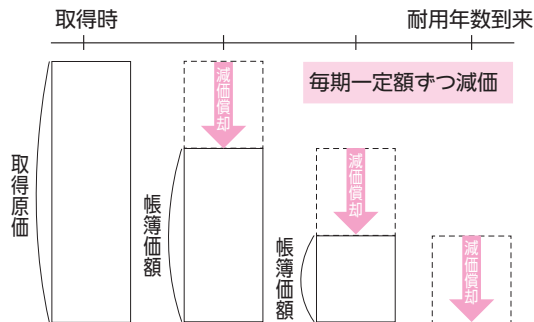 取得時
耐用年数到来
毎期一定額ずつ減価
減価償却
取得原価
帳簿価額
減価償却
帳簿価額
減価償却